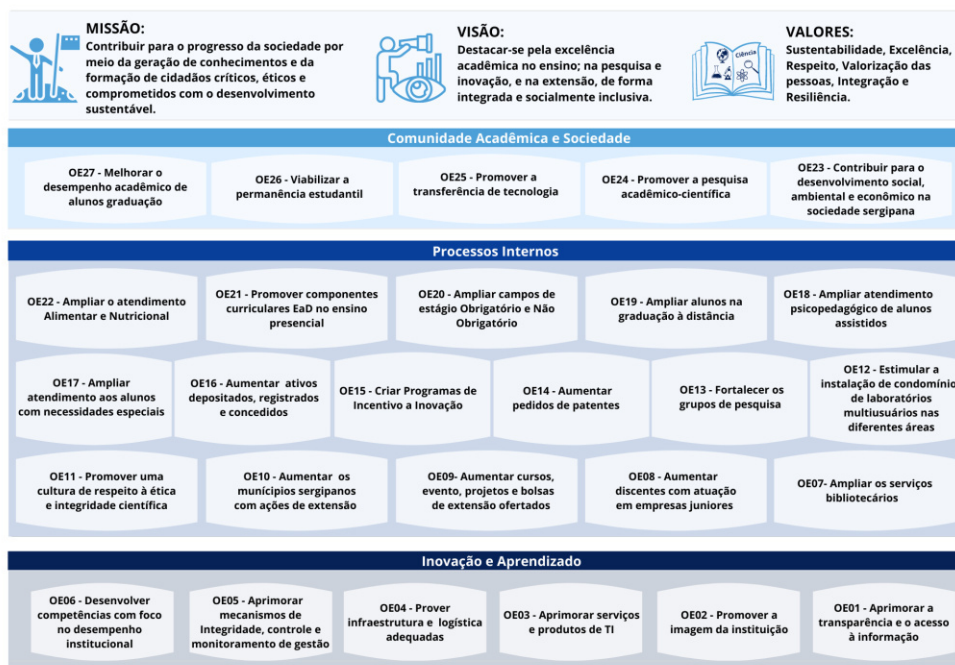 MISSÃO:
Contribuir para o progresso da sociedade por
meio da geração de conhecimentos e da
formação de cidadãos críticos, éticos e
comprometidos com o desenvolvimento
sustentável.
VISÃO:
Destacar-se pela excelência
acadêmica no ensino; na pesquisa e
inovação, e na extensão, de forma
integrada e socialmente inclusiva.
Ciência
VALORES:
Sustentabilidade, Excelência,
Respeito, Valorização das
pessoas, Integração e
Resiliência.
Comunidade Acadêmica e Sociedade
OE27 - Melhorar o
desempenho acadêmico de
alunos graduação
OE26 - Viabilizar a
permanência estudantil
OE25 - Promover a
transferência de tecnologia
OE24 - Promover a pesquisa
acadêmico-científica
OE23 - Contribuir para o
desenvolvimento social,
ambiental e econômico na
sociedade sergipana
Processos Internos
OE22 - Ampliar o atendimento
Alimentar e Nutricional
OE21 - Promover componentes
curriculares EaD no ensino
presencial
OE20 - Ampliar campos de
estágio Obrigatório e Não
Obrigatório
OE19 - Ampliar alunos na
graduação à distância
OE18 - Ampliar atendimento
psicopedagógico de alunos
assistidos
OE17 - Ampliar
atendimento aos alunos
com necessidades especiais
OE16 - Aumentar ativos
depositados, registrados
e concedidos
OE15 - Criar Programas de
Incentivo a Inovação
OE14 - Aumentar
pedidos de patentes
OE13 - Fortalecer os
grupos de pesquisa
OE12 - Estimular a
instalação de condomínio
de laboratórios
multiusuários nas
diferentes áreas
OE11 - Promover uma
cultura de respeito à ética
e integridade científica
OE10 - Aumentar os
munícipios sergipanos
com ações de extensão
OE09- Aumentar cursos,
evento, projetos e bolsas
de extensão ofertados
OE08 - Aumentar
discentes com atuação
em empresas juniores
OE07- Ampliar os serviços
bibliotecários
Inovação e Aprendizado
OE06 - Desenvolver
competências com foco
no desempenho
institucional
OE05 - Aprimorar
mecanismos de
Integridade, controle e
monitoramento de gestão
OE04 - Prover
infraestrutura e logística
adequadas
OE03 - Aprimorar serviços
e produtos de TI
OE02 - Promover a
imagem da instituição
OE01 - Aprimorar a
transparência e o acesso
à informação